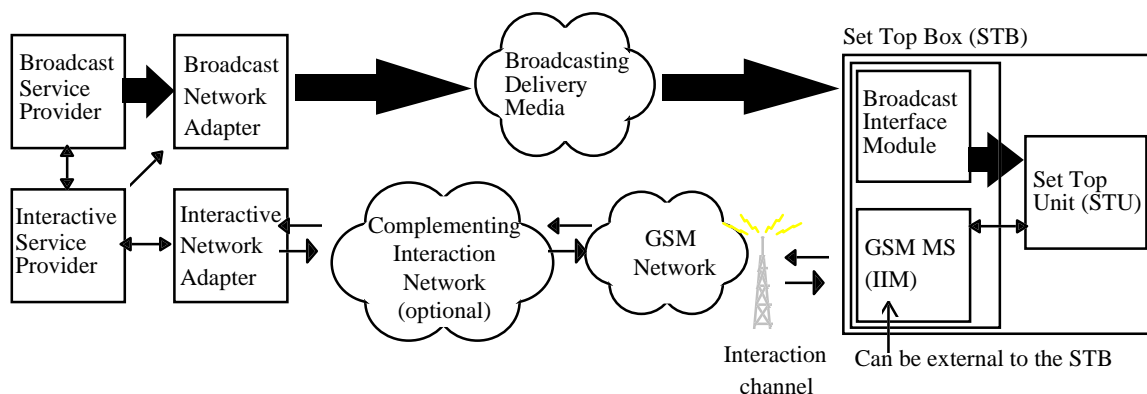 Set Top Box (STB)
Broadcast
Service
Provider
Broadcast
Network
Adapter
Broadcasting
Delivery
Media
Broadcast
Interface
Module
Set Top
Unit (STU)
Interactive
Service
Provider
Interactive
Network
Adapter
Complementing
Interaction
Network
(optional)
GSM
Network
GSM MS
(IIM)
Interaction
channel
Can be external to the STB